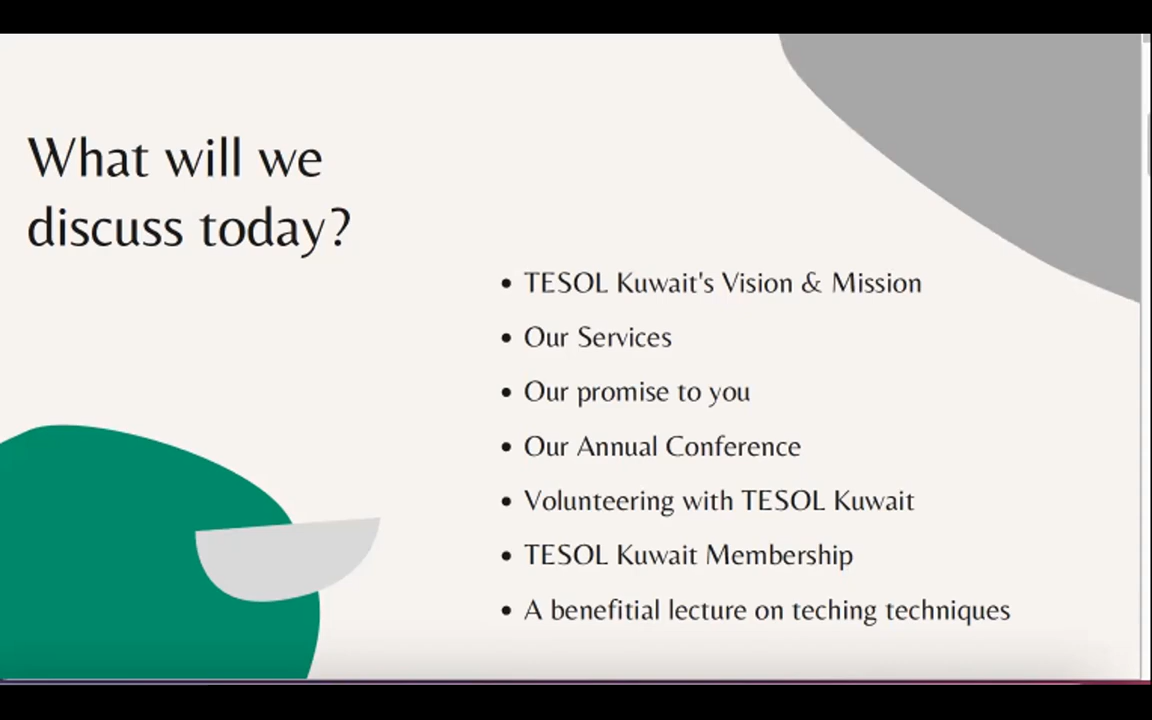 What will we
discuss today?
• TESOL Kuwait's Vision & Mission
• Our Services
• Our promise to you
• Our Annual Conference
• Volunteering with TESOL Kuwait
• TESOL Kuwait Membership
• A benefitial lecture on teching techniques